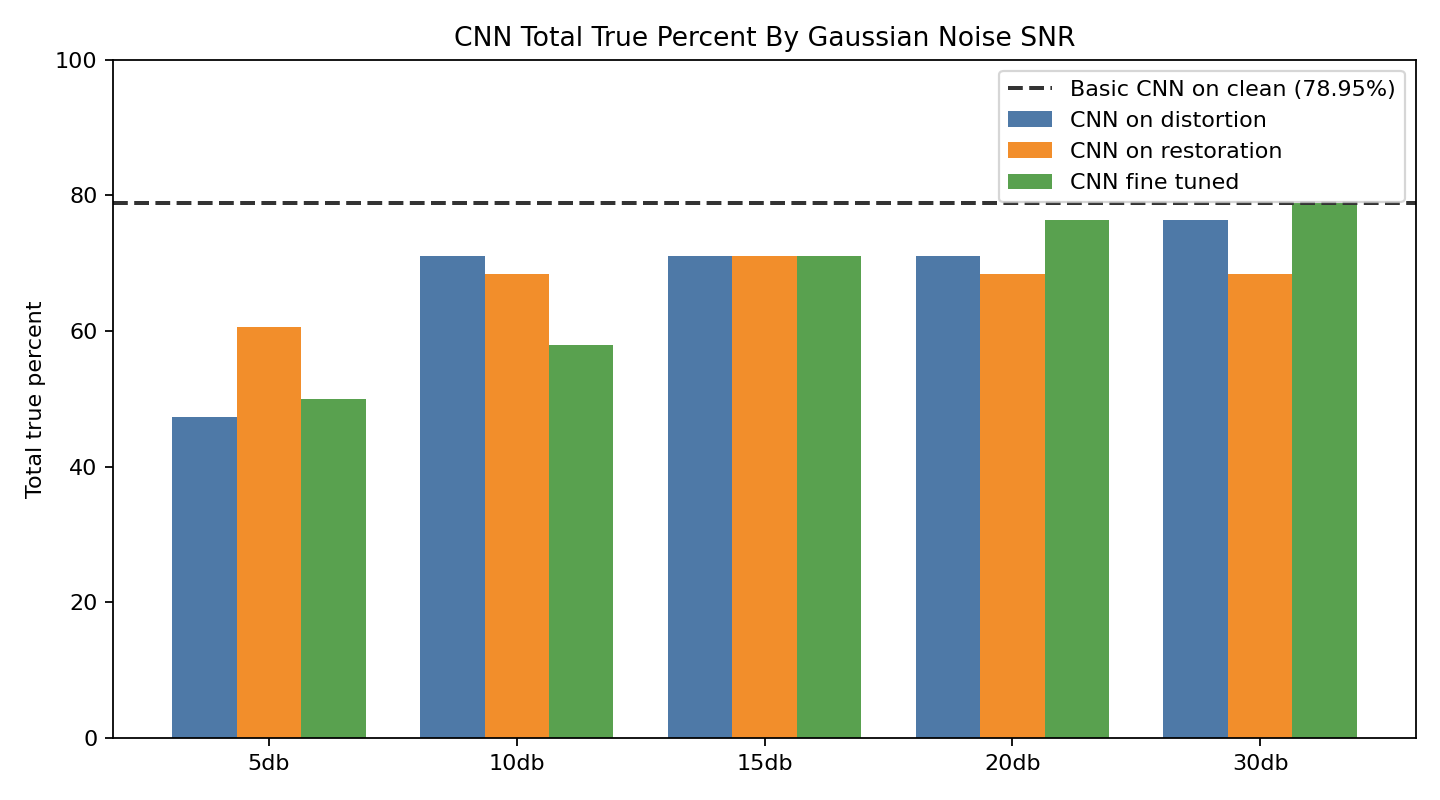 CNN Total True Percent By Gaussian Noise SNR
100
80
60
40
20
0
Total true percent
Basic CNN on clean (78.95%)
CNN on distortion
CNN on restoration
CNN fine tuned
5db
10db
15db
20db
30db